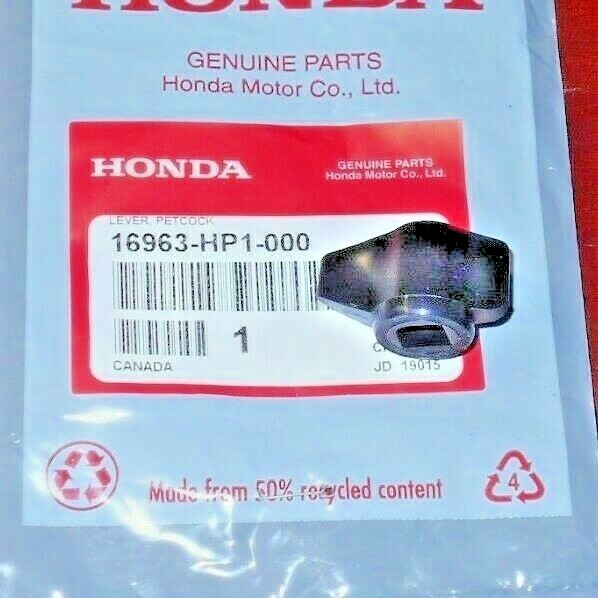 HONDA
GENUINE PARTS
Honda Motor Co., Ltd.
HONDA
GENUINE PARTS
Honda Motor Co., Ltd.
LEVER, PETCOCK
16963-HP1-000
1
CANADA
JD 19015
Made from 50% recycled content
4